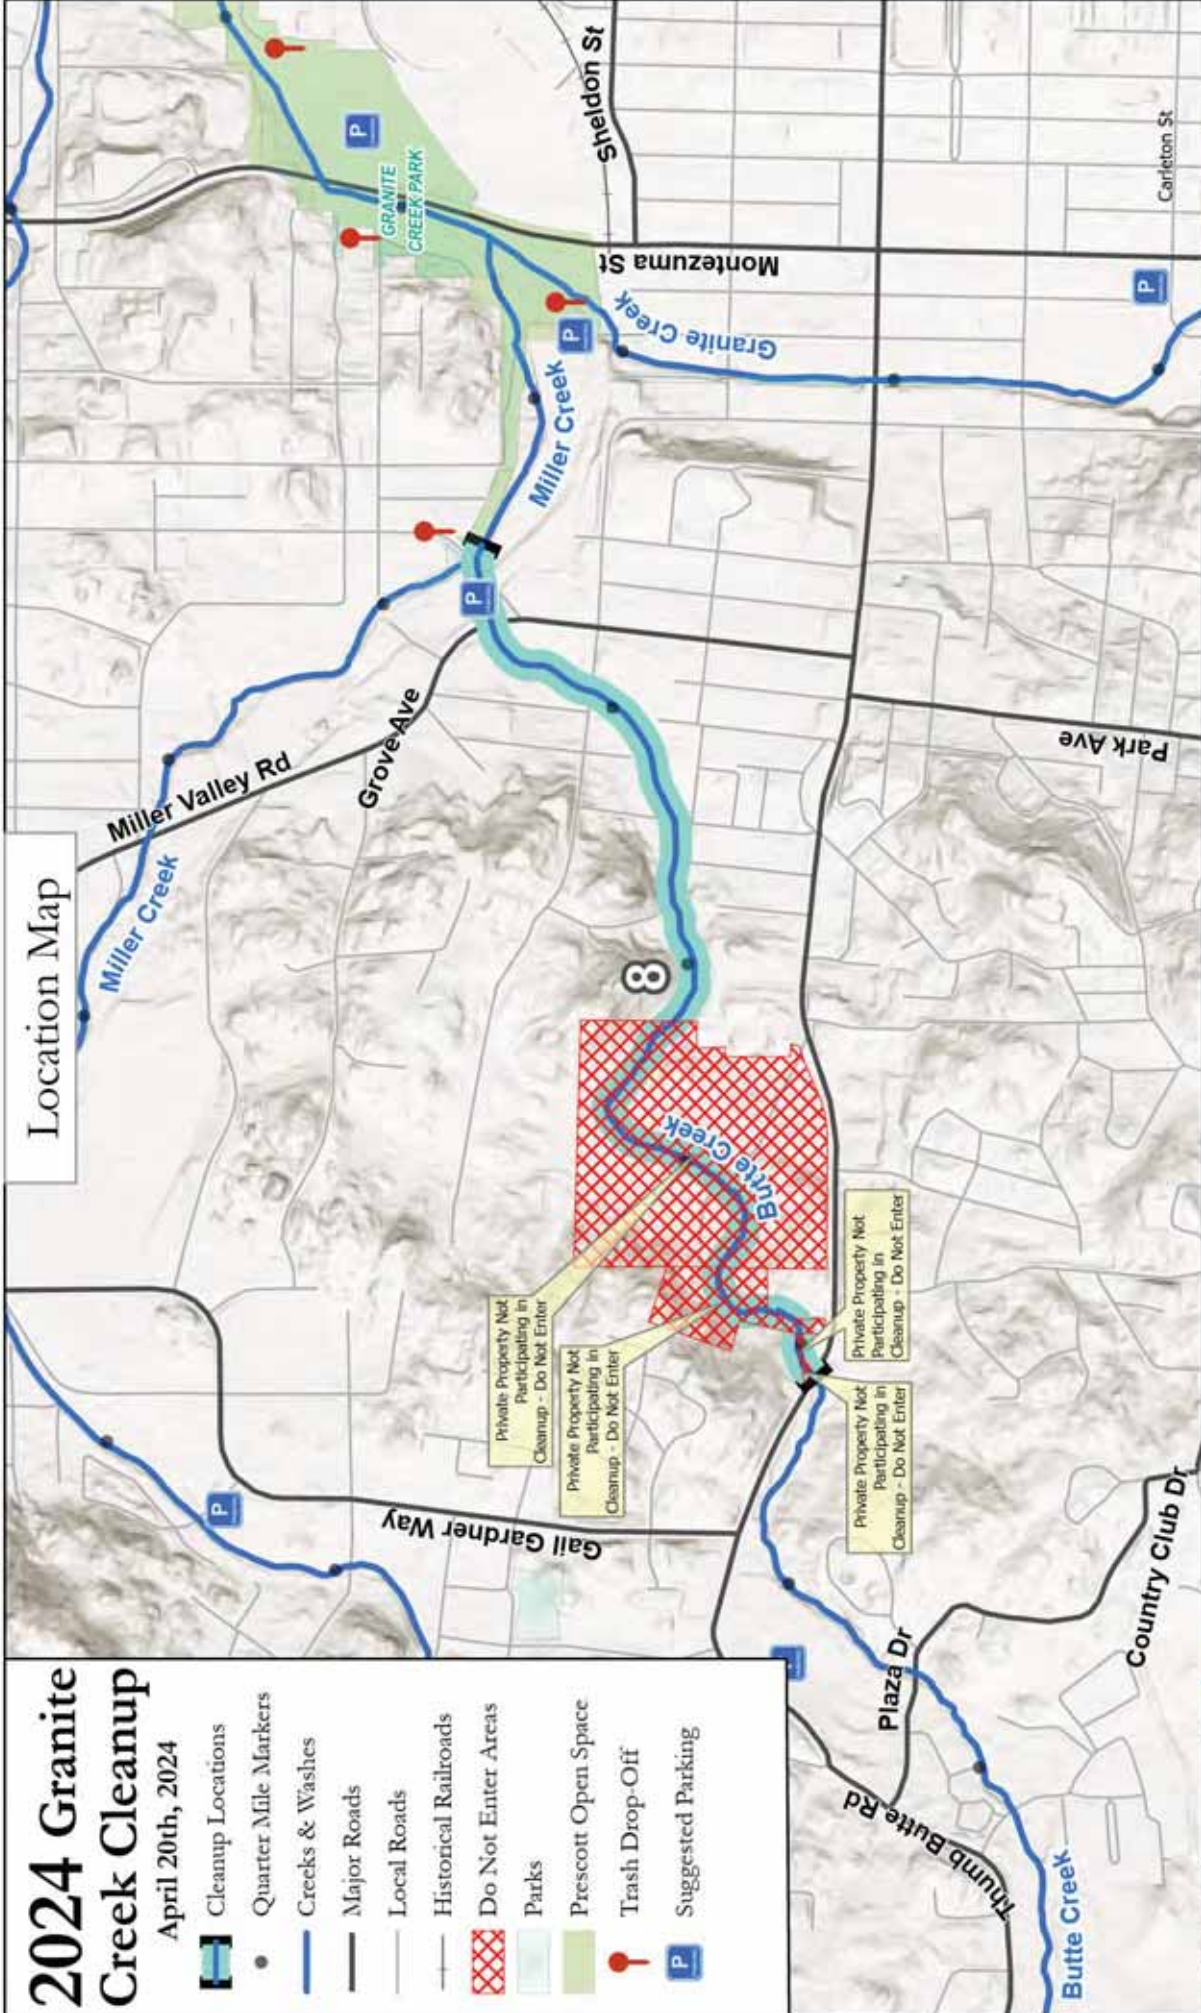 2024 Granite
Creek Cleanup
April 20th, 2024
Cleanup Locations
Quarter Mile Markers
Creeks & Washes
Major Roads
Local Roads
Historical Railroads
Do Not Enter Areas
Parks
Prescott Open Space
Trash Drop-Off
P
Suggested Parking
Location Map
Miller Creek
Miller Valley Rd
Grove Ave
GRANITE
CREEK PARK
P
P
P
P
P
Sheldon St
Montezuma St
Granite Creek
Miller Creek
Carleton St
Park Ave
8
Butte Creek
Private Property Not
Participating in
Cleanup - Do Not Enter
Private Property Not
Participating in
Cleanup - Do Not Enter
Private Property Not
Participating in
Cleanup - Do Not Enter
Private Property Not
Participating in
Cleanup - Do Not Enter
Gail Gardner Way
Plaza Dr
Country Club Dr
Thumb Butte Rd
Butte Creek